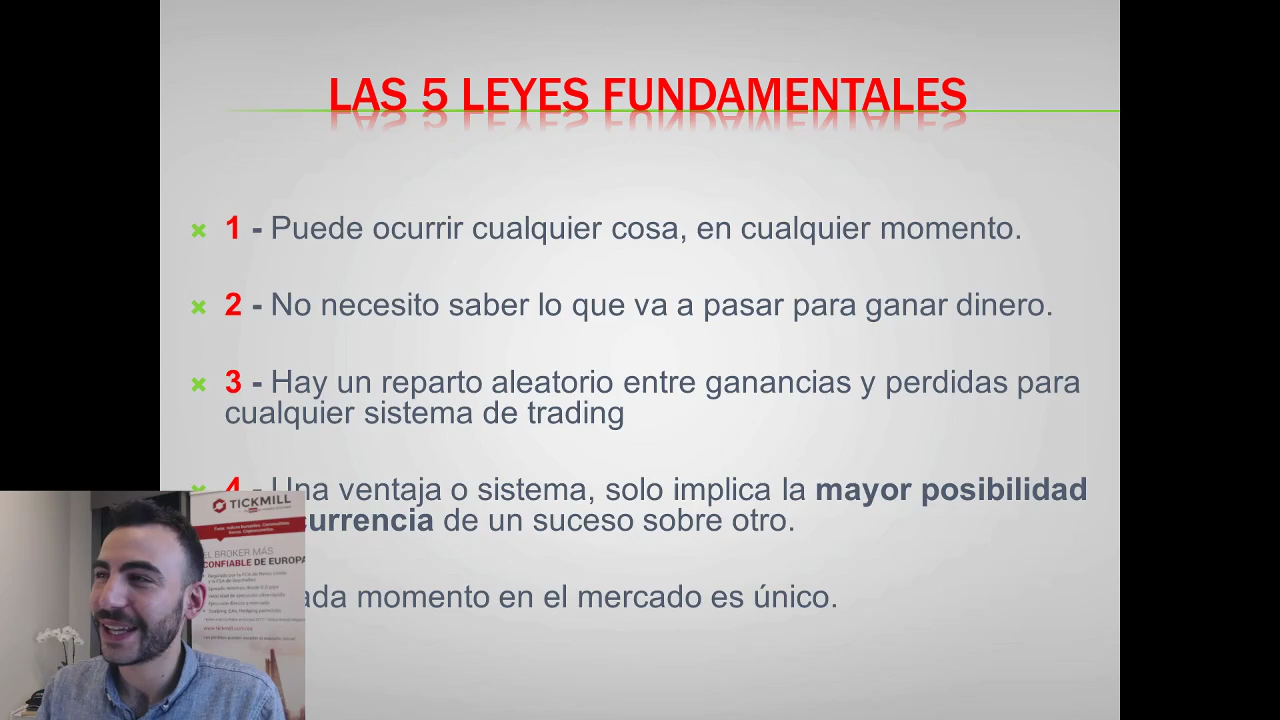 LAS 5 LEYES FUNDAMENTALES
1 - Puede ocurrir cualquier cosa, en cualquier momento.
2 - No necesito saber lo que va a pasar para ganar dinero.
3 - Hay un reparto aleatorio entre ganancias y perdidas para
cualquier sistema de trading
4 - Una ventaja o sistema, solo implica la mayor posibilidad
currencia de un suceso sobre otro.
ada momento en el mercado es único.
TICKMILL
EL BROKER MÁS
CONFIABLE DE EUROPA